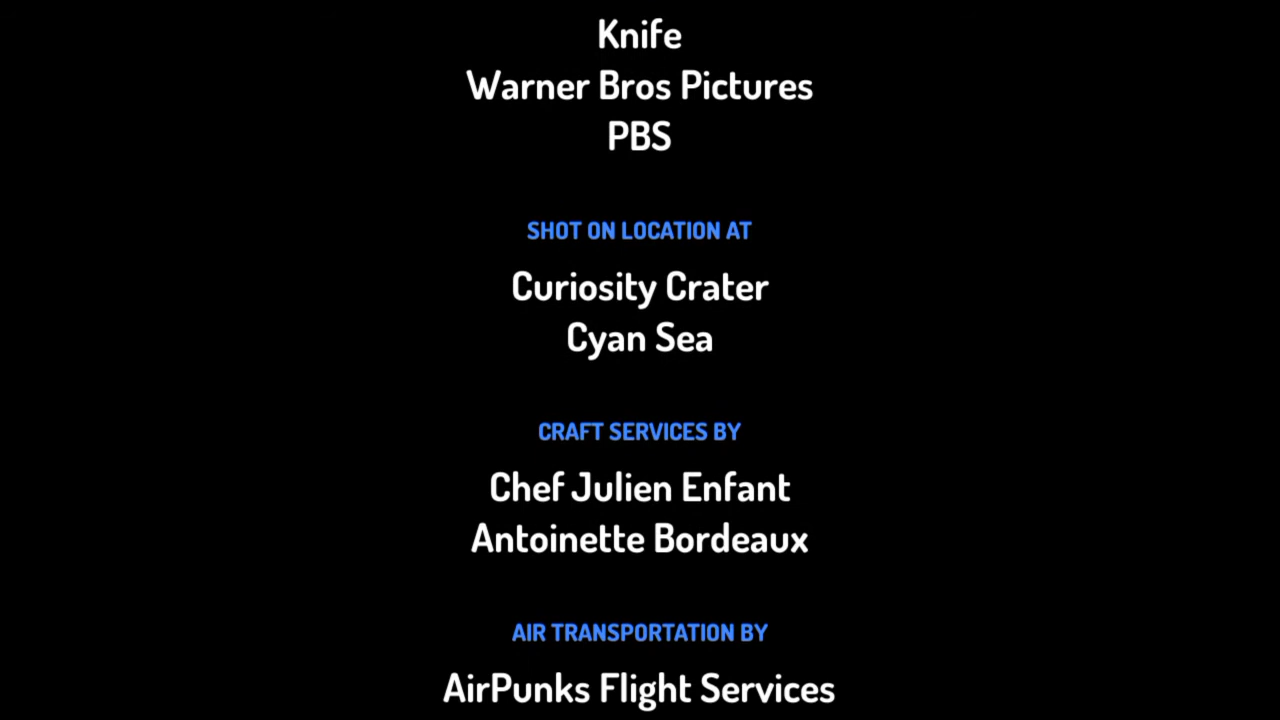 Knife
Warner Bros Pictures
PBS
SHOT ON LOCATION AT
Curiosity Crater
Cyan Sea
CRAFT SERVICES BY
Chef Julien Enfant
Antoinette Bordeaux
AIR TRANSPORTATION BY
AirPunks Flight Services